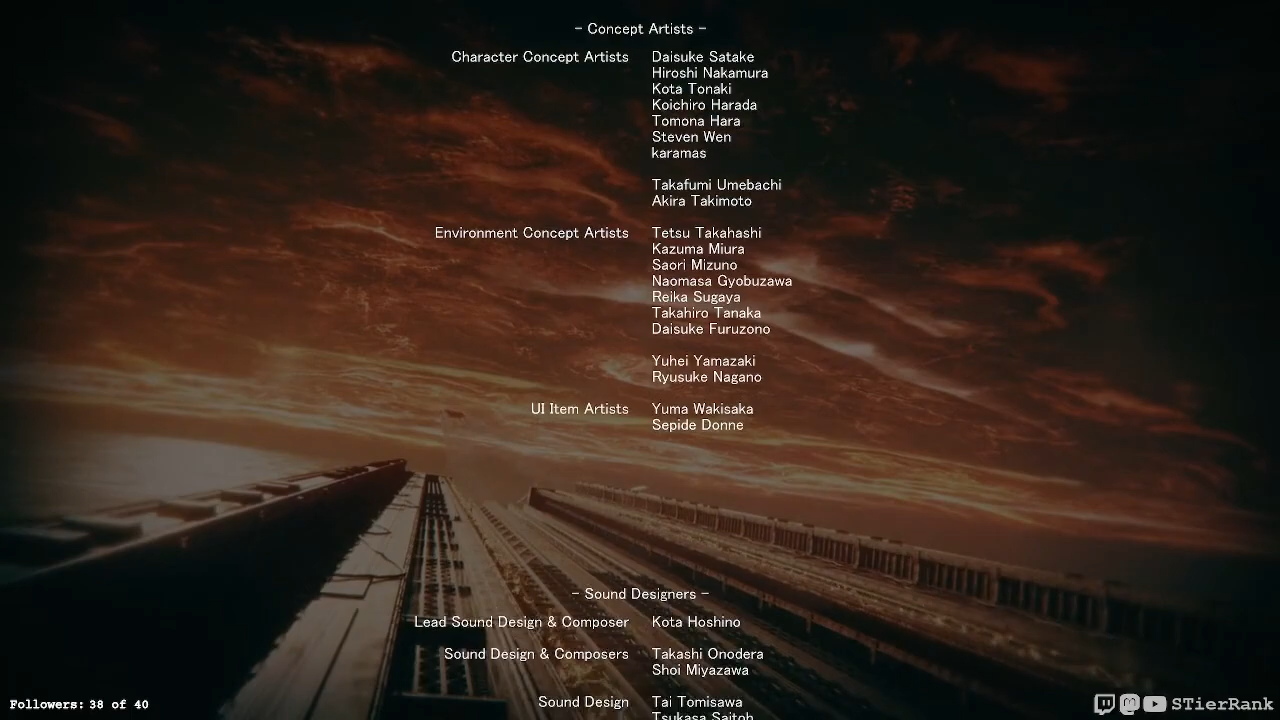 - Concept Artists -
Character Concept Artists Daisuke Satake
Hiroshi Nakamura
Kota Tonaki
Koichiro Harada
Tomona Hara
Steven Wen
karamas
Takafumi Umebachi
Akira Takimoto
Environment Concept Artists Tetsu Takahashi
Kazuma Miura
Saori Mizuno
Naomasa Gyobuzawa
Reika Sugaya
Takahiro Tanaka
Daisuke Furuzono
Yuhei Yamazaki
Ryusuke Nagano
UI Item Artists Yuma Wakisaka
Sepide Donne
- Sound Designers -
Lead Sound Design & Composer Kota Hoshino
Sound Design & Composers Takashi Onodera
Shoi Miyazawa
Sound Design Tai Tomisawa
Tsukasa Saitoh
Followers: 38 of 40
STierRank